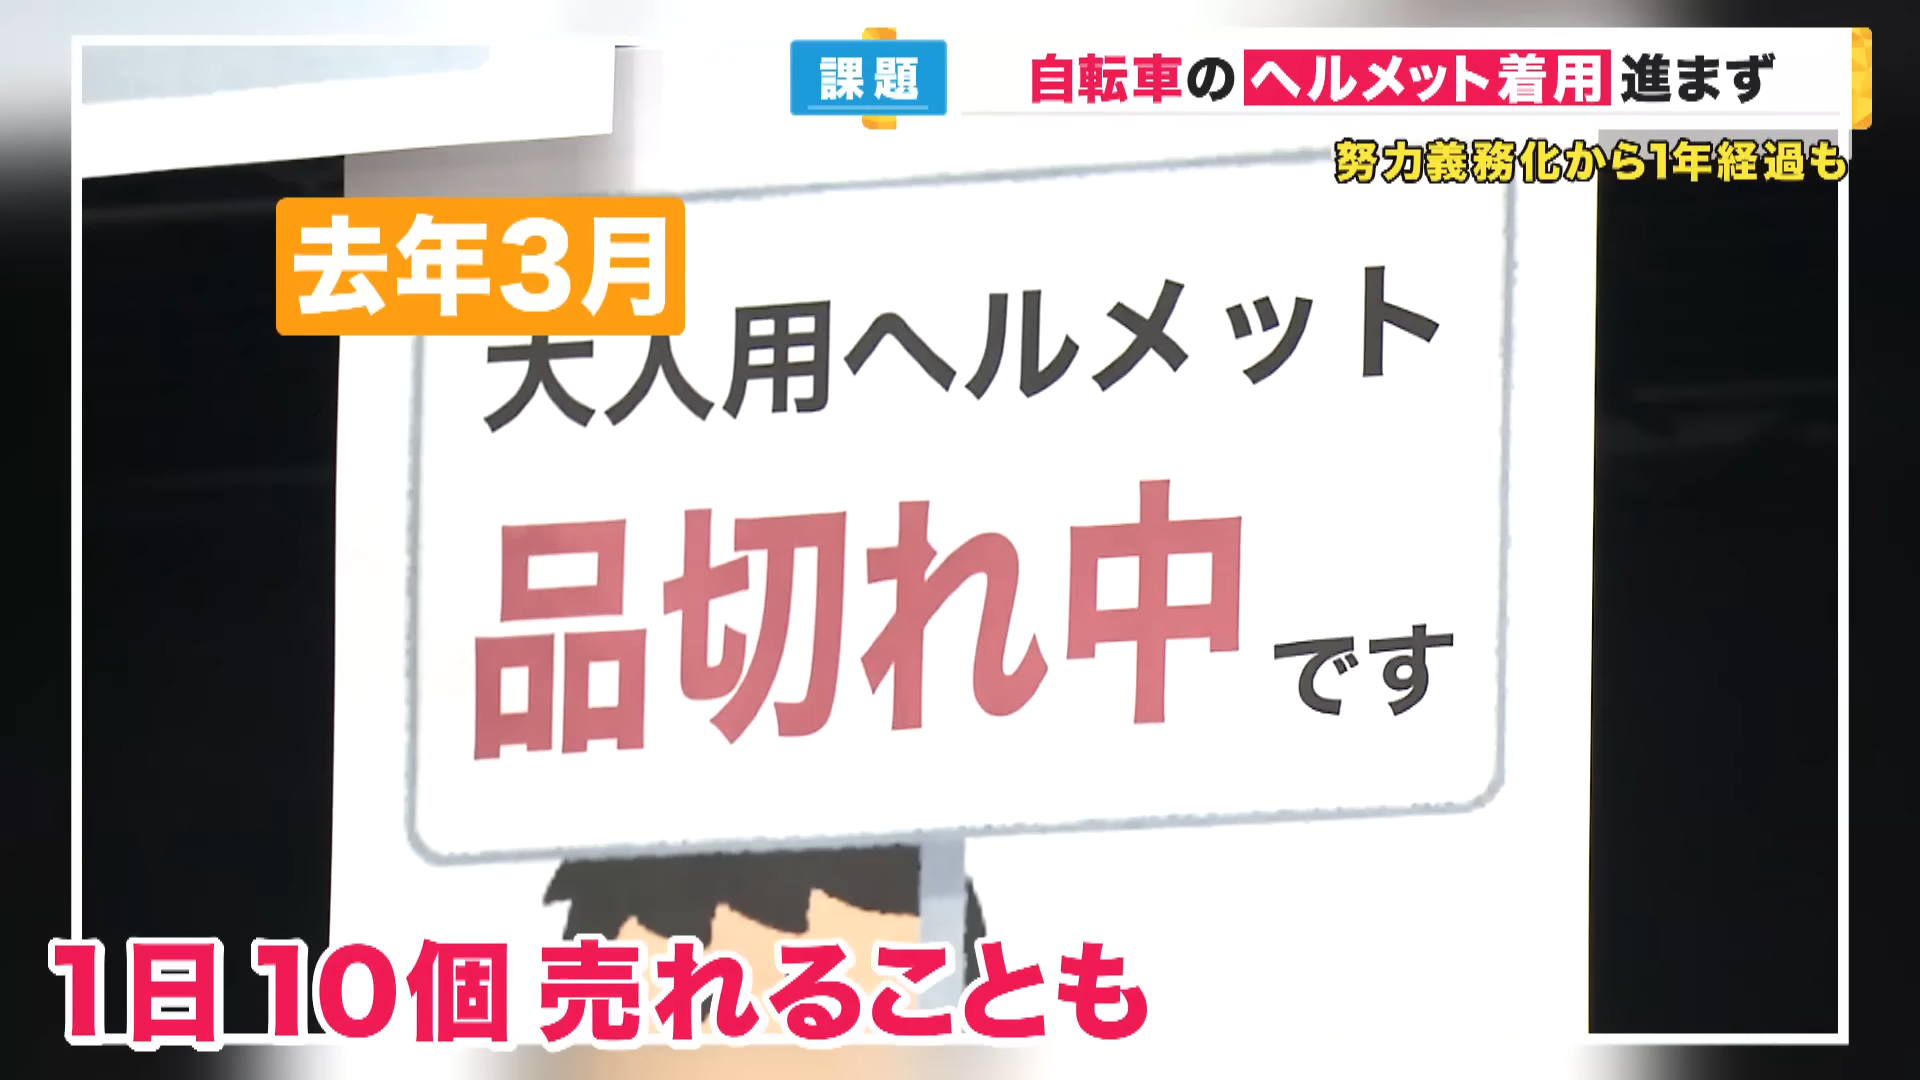 課題
自転車のヘルメット着用進まず
努力義務化から1年経過も
去年3月
大人用ヘルメット
品切れ中です
1日10個 売れることも